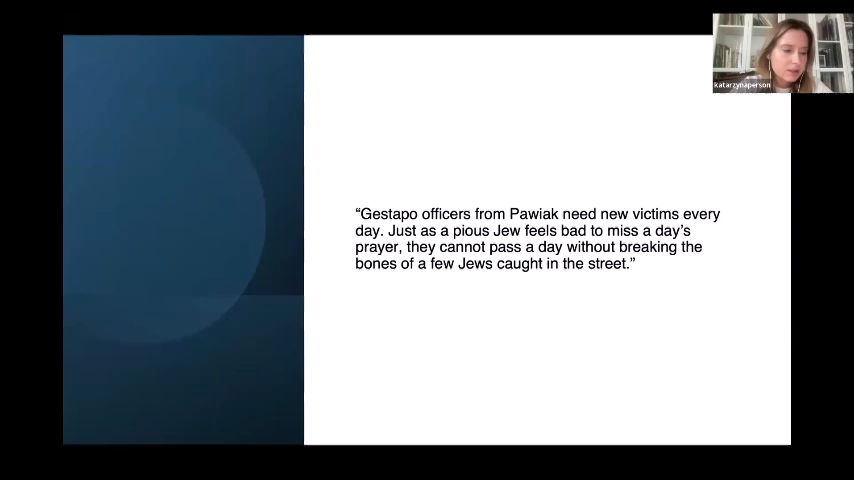 katarzynaperson
“Gestapo officers from Pawiak need new victims every
day. Just as a pious Jew feels bad to miss a day’s
prayer, they cannot pass a day without breaking the
bones of a few Jews caught in the street.”